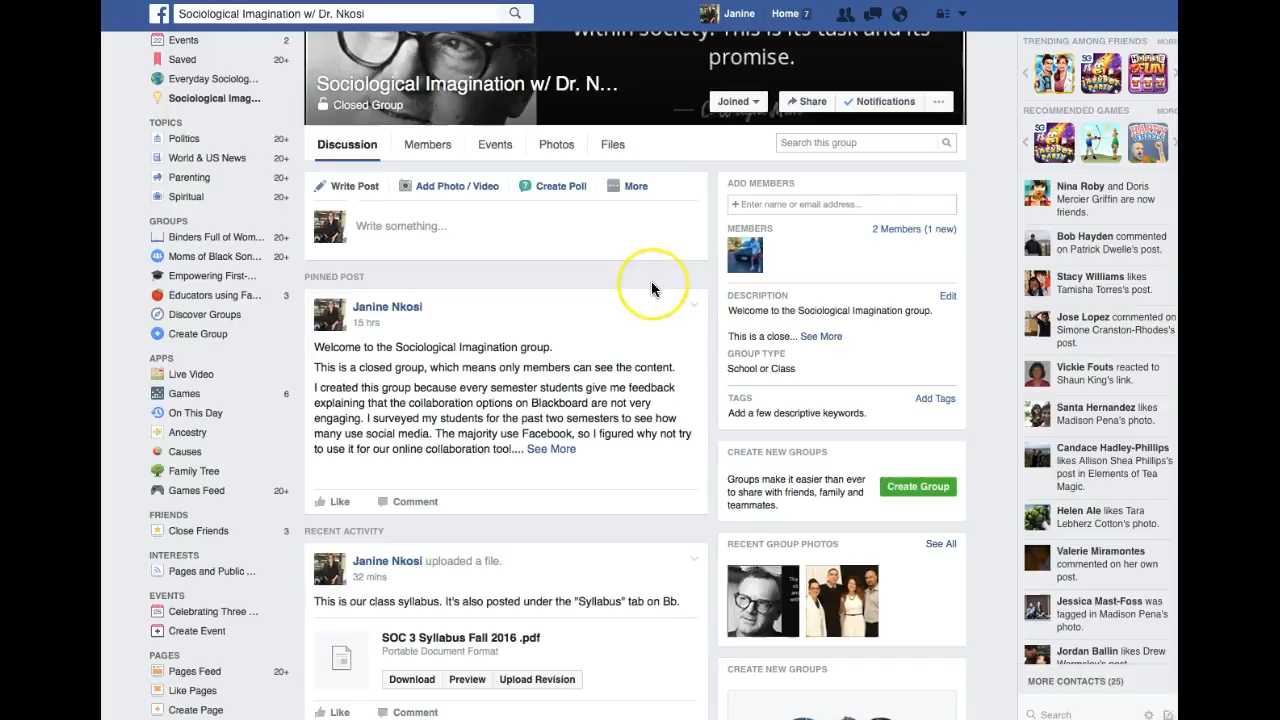 Sociological Imagination w/ Dr. Nkosi
Janine
Home 7
Events 2
Saved 20+
Everyday Sociolog...
Sociological Imag...
TOPICS
Politics 20+
World & US News 20+
Parenting 20+
Spiritual 20+
GROUPS
Binders Full of Wom... 20+
Moms of Black Son... 20+
Empowering First-... 20+
Educators using Fa... 3
Discover Groups
Create Group
APPS
Live Video
Games 6
On This Day
Ancestry
Causes
Family Tree
Games Feed 20+
FRIENDS
Close Friends 3
INTERESTS
Pages and Public ...
EVENTS
Celebrating Three ...
Create Event
PAGES
Pages Feed 20+
Like Pages
Create Page
within society. This is its task and its
promise.
Sociological Imagination w/ Dr. N...
Closed Group
Joined
Share
Notifications
Discussion
Members
Events
Photos
Files
Search this group
Write Post
Add Photo / Video
Create Poll
More
Write something...
PINNED POST
Janine Nkosi
15 hrs
Welcome to the Sociological Imagination group.
This is a closed group, which means only members can see the content.
I created this group because every semester students give me feedback
explaining that the collaboration options on Blackboard are not very
engaging. I surveyed my students for the past two semesters to see how
many use social media. The majority use Facebook, so I figured why not try
to use it for our online collaboration tool.... See More
Like
Comment
RECENT ACTIVITY
Janine Nkosi uploaded a file.
32 mins
This is our class syllabus. It's also posted under the "Syllabus" tab on Bb.
SOC 3 Syllabus Fall 2016 .pdf
Portable Document Format
Download
Preview
Upload Revision
Like
Comment
ADD MEMBERS
+ Enter name or email address...
MEMBERS
2 Members (1 new)
DESCRIPTION
Edit
Welcome to the Sociological Imagination group.
This is a close... See More
GROUP TYPE
School or Class
TAGS
Add Tags
Add a few descriptive keywords.
CREATE NEW GROUPS
Groups make it easier than ever
to share with friends, family and
teammates.
Create Group
RECENT GROUP PHOTOS
See All
CREATE NEW GROUPS
TRENDING AMONG FRIENDS
MORE
RECOMMENDED GAMES
Nina Roby and Doris
Mercier Griffin are now
friends.
Bob Hayden commented
on Patrick Dwelle's post.
Stacy Williams likes
Tamisha Torres's post.
Jose Lopez commented on
Simone Cranston-Rhodes's
post.
Vickie Fouts reacted to
Shaun King's link.
Santa Hernandez likes
Madison Pena's photo.
Candace Hadley-Phillips
likes Allison Shea Phillips's
post in Elements of Tea
Magic.
Helen Ale likes Tara
Lebherz Cotton's photo.
Valerie Miramontes
commented on her own
post.
Jessica Mast-Foss was
tagged in Madison Pena's
photo.
Jordan Ballin likes Drew
MORE CONTACTS (25)
Search